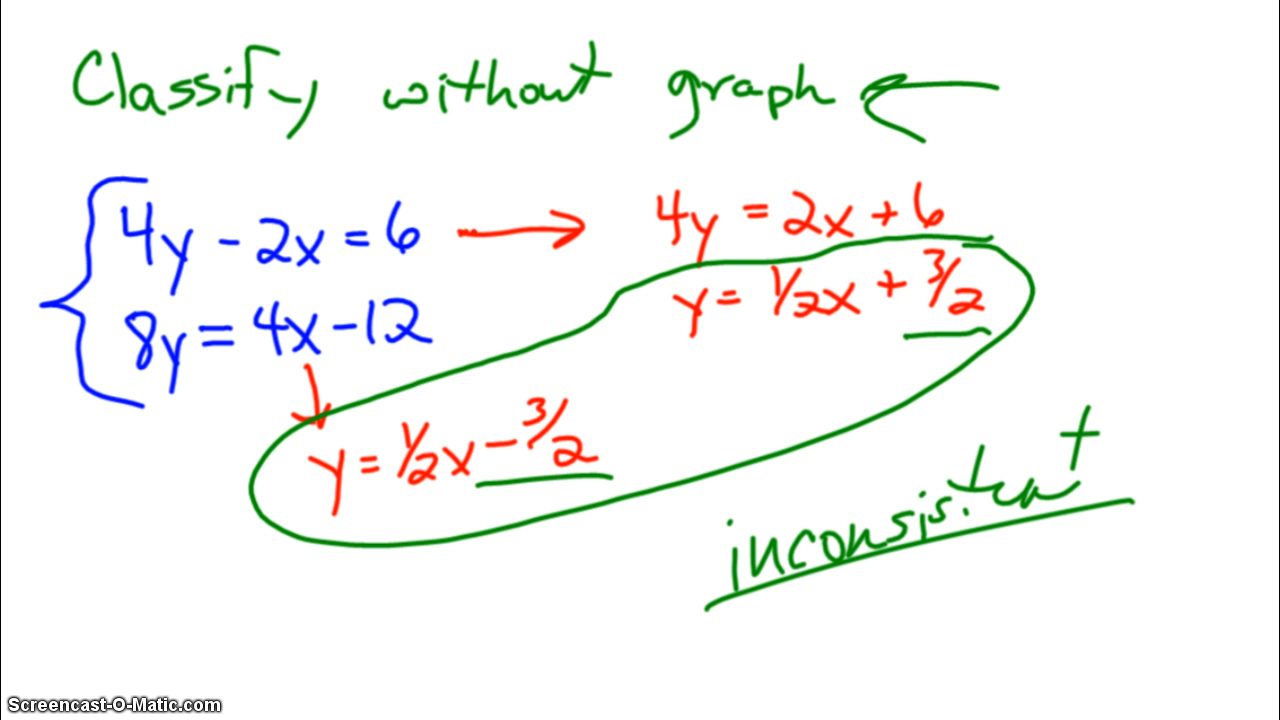 Classify without graph
4y - 2x = 6 → 4y = 2x + 6
y = 1/2x + 3/2
8y = 4x - 12
y = 1/2x - 3/2
inconsistent
Screencast-O-Matic.com